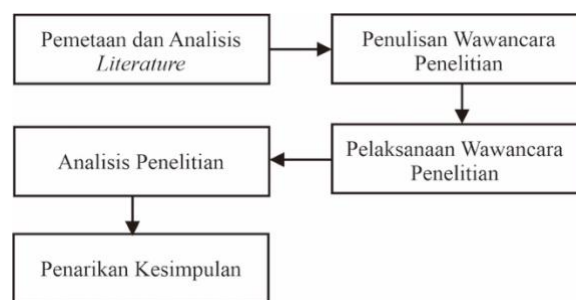 Pemetaan dan Analisis
Literature
Penulisan Wawancara
Penelitian
Pelaksanaan Wawancara
Penelitian
Analisis Penelitian
Penarikan Kesimpulan